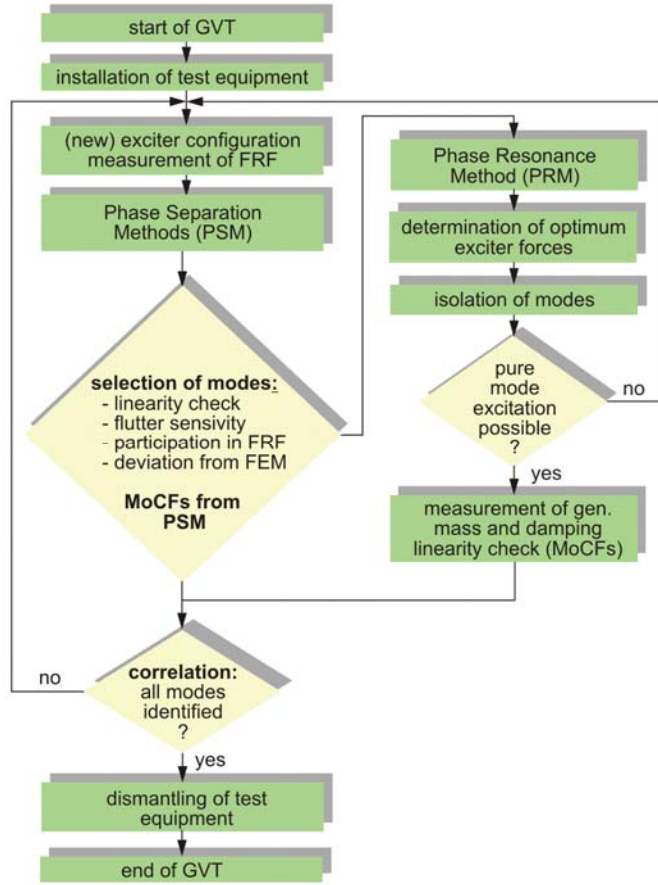 start of GVT
installation of test equipment
(new) exciter configuration
measurement of FRF
Phase Separation
Methods (PSM)
selection of modes:
- linearity check
- flutter sensivity
- participation in FRF
- deviation from FEM
MoCFs from
PSM
Phase Resonance
Method (PRM)
determination of optimum
exciter forces
isolation of modes
pure
mode
excitation
possible
?
no
yes
measurement of gen.
mass and damping
linearity check (MoCFs)
correlation:
all modes
identified
?
no
yes
dismantling of test
equipment
end of GVT